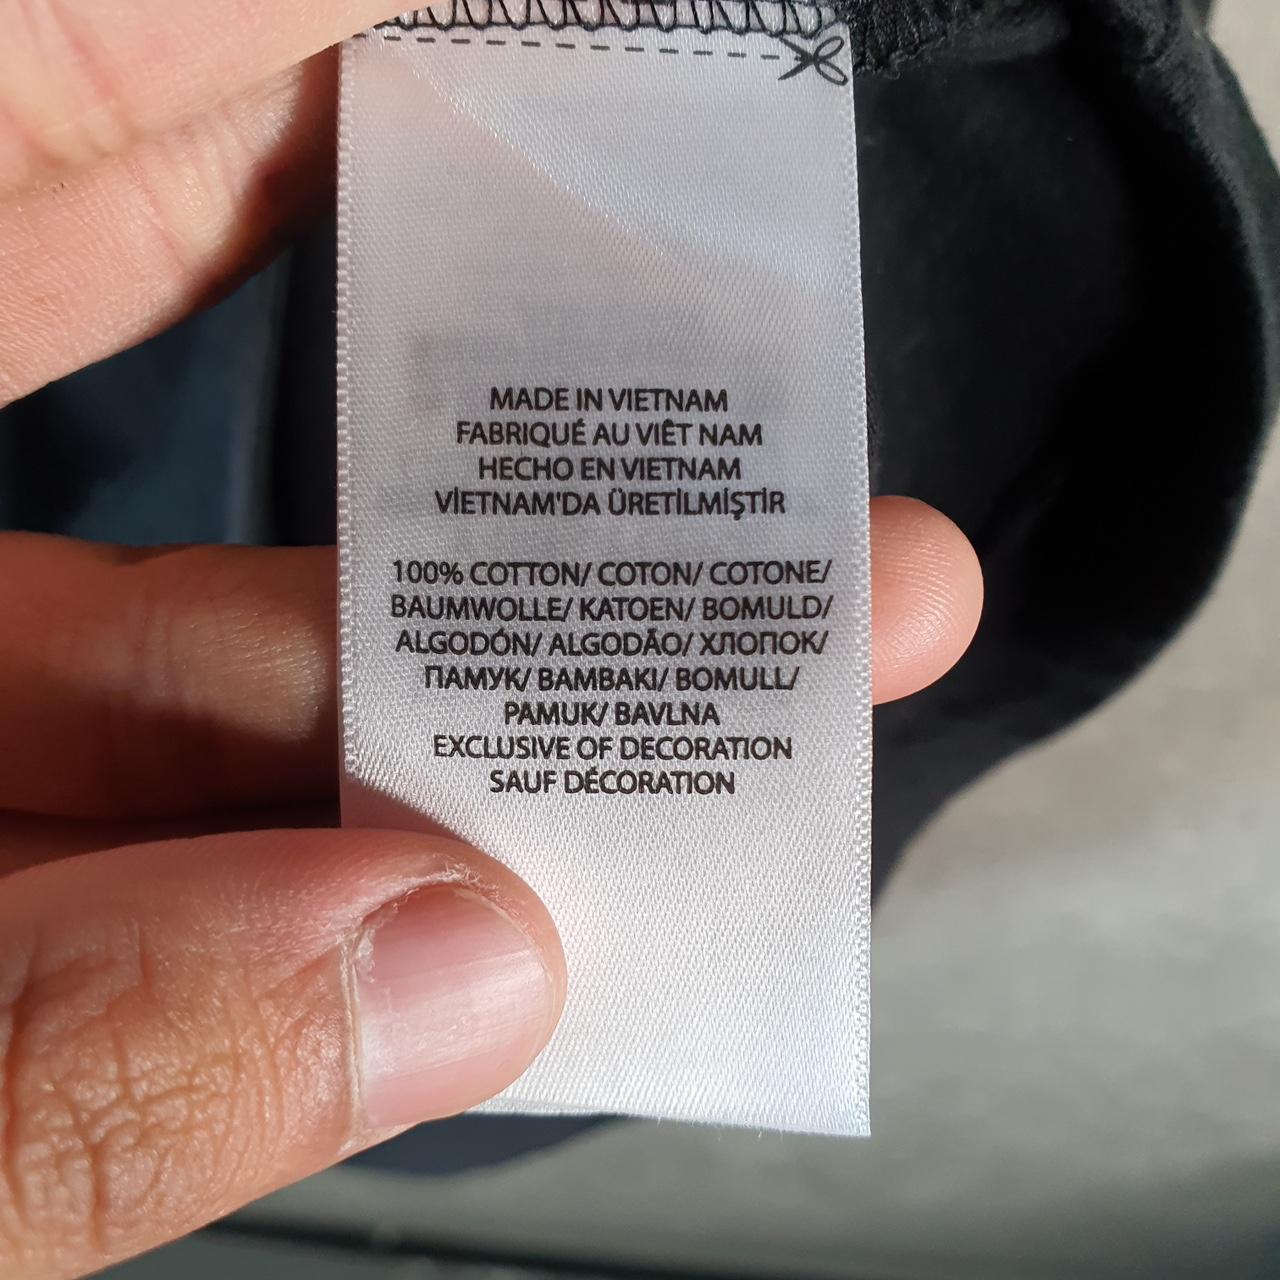 MADE IN VIETNAM
FABRIQUÉ AU VIÊT NAM
HECHO EN VIETNAM
VİETNAM'DA ÜRETİLMİŞTİR
100% COTTON/ COTON/ COTONE/
BAUMWOLLE/ KATOEN/ BOMULD/
ALGODÓN/ ALGODÃO/ ХЛОПОК/
ПАМУК/ BAMBAKI/ BOMULL/
PAMUK/ BAVLNA
EXCLUSIVE OF DECORATION
SAUF DÉCORATION